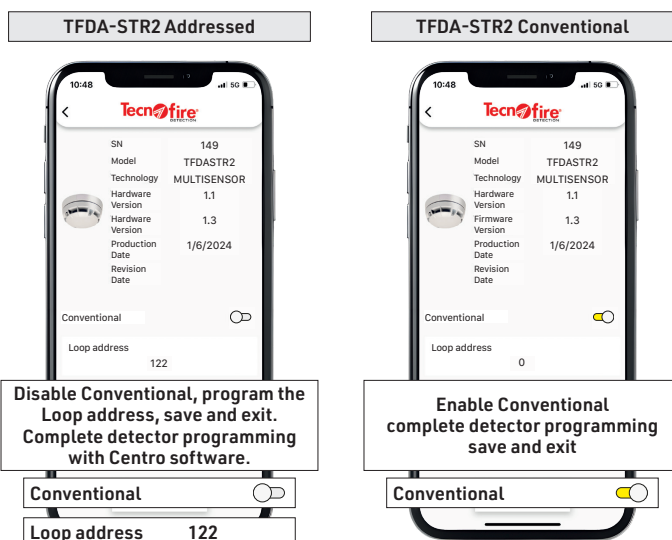 TFDA-STR2 Addressed
10:48
5G
Tecnofire
DETECTION
SN 149
Model TFDASTR2
Technology MULTISENSOR
Hardware
Version 1.1
Hardware
Version 1.3
Production
Date 1/6/2024
Revision
Date
Conventional
Loop address
122
Disable Conventional, program the
Loop address, save and exit.
Complete detector programming
with Centro software.
Conventional
Loop address 122
TFDA-STR2 Conventional
10:48
5G
Tecnofire
DETECTION
SN 149
Model TFDASTR2
Technology MULTISENSOR
Hardware
Version 1.1
Firmware
Version 1.3
Production
Date 1/6/2024
Revision
Date
Conventional
Loop address
0
Enable Conventional
complete detector programming
save and exit
Conventional